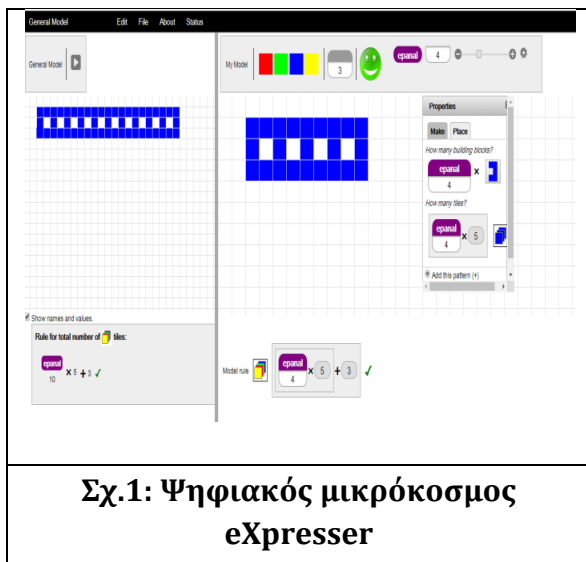 General Model Edit File About Status
General Model
My Model 3 epanal 4
Properties
Make Place
How many building blocks?
epanal ×
4
How many tiles?
epanal × 5
4
Add this pattern (+)
Show names and values.
Rule for total number of tiles:
epanal × 5 + 3 ✓
10
Model rule epanal × 5 + 3 ✓
4
Σχ.1: Ψηφιακός μικρόκοσμος
eXpresser